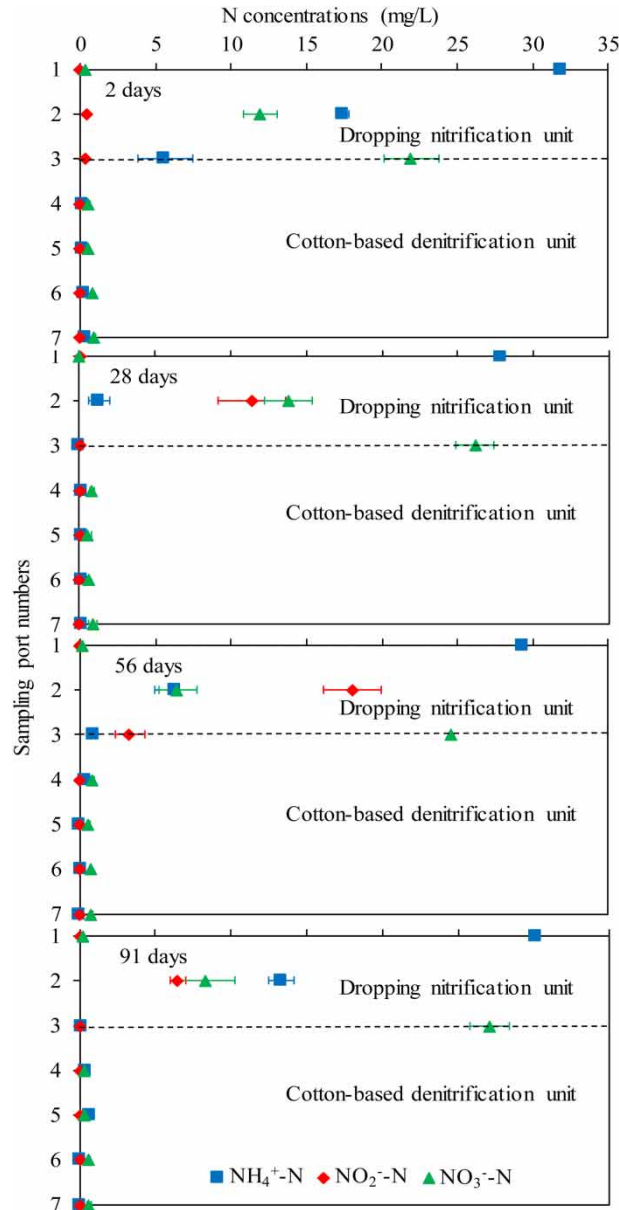 N concentrations (mg/L)
0 5 10 15 20 25 30 35
1
2 days
2
Dropping nitrification unit
3
4
Cotton-based denitrification unit
5
6
7
1
28 days
2
Dropping nitrification unit
3
4
Cotton-based denitrification unit
5
6
7
1
56 days
2
Dropping nitrification unit
3
4
Cotton-based denitrification unit
5
6
7
1
91 days
2
Dropping nitrification unit
3
4
Cotton-based denitrification unit
5
6
NH₄⁺-N NO₂⁻-N NO₃⁻-N
7
Sampling port numbers